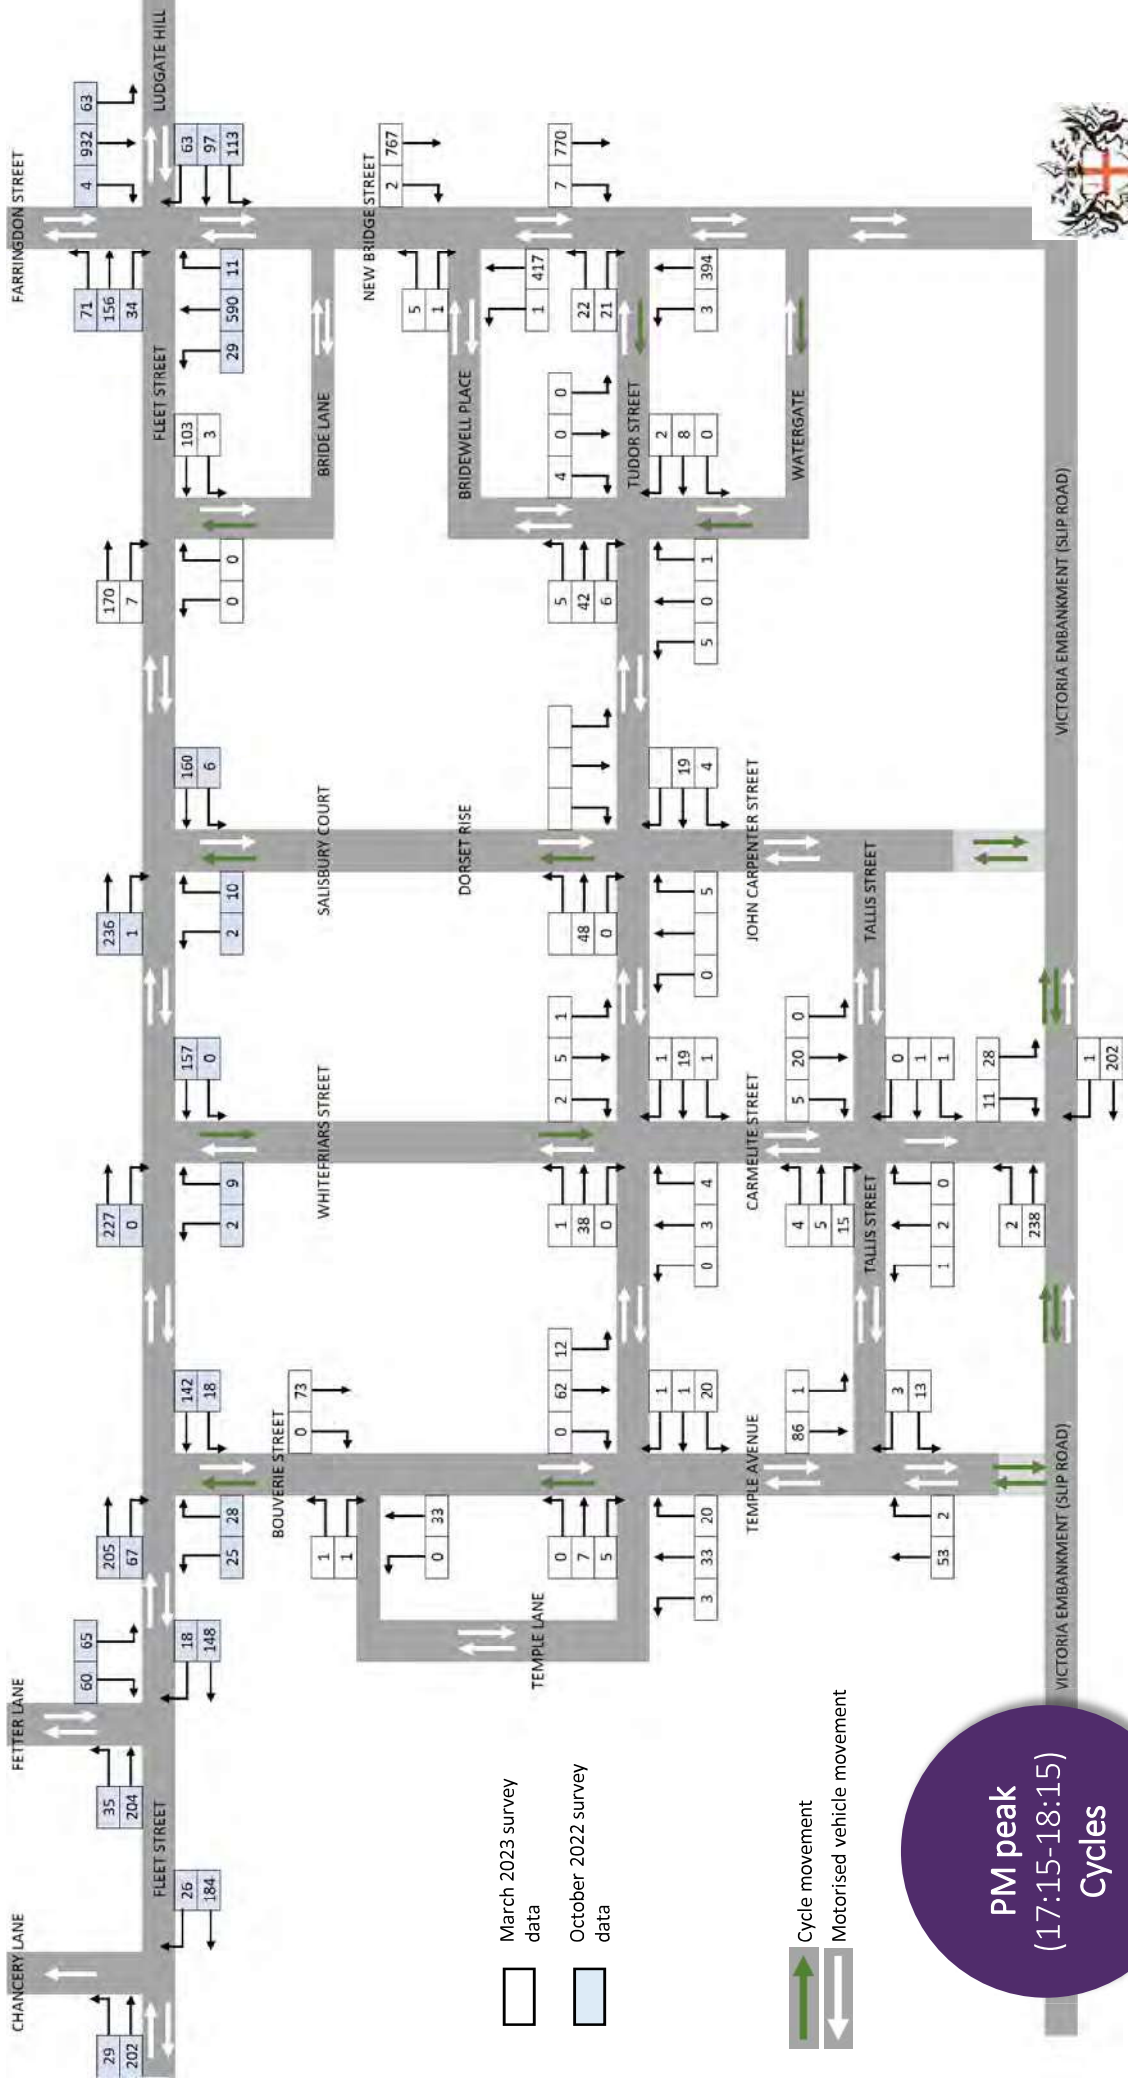 CHANCERY LANE
FETTER LANE
FARRINGDON STREET
29
202
35
204
60 65
205
67
227
0
236
1
170
7
71
156
34
4 932 63
FLEET STREET
FLEET STREET
LUDGATE HILL
26
184
18
148
25 28
142
18
2 9
157
0
2 10
160
6
0 0
103
3
29 590 11
63
97
113
BOUVERIE STREET
0 73
1
1
0 33
WHITEFRIARS STREET
SALISBURY COURT
BRIDE LANE
NEW BRIDGE STREET
2 767
5
1
1 417
DORSET RISE
BRIDEWELL PLACE
TEMPLE LANE
0
7
5
0 62 12
1
38
0
2 5 1
48
0
5
42
6
4 0 0
22
21
7 770
TUDOR STREET
3 33 20
1
1
20
0 3 4
1
19
1
0 5
19
4
5 0 1
2
8
0
3 394
TEMPLE AVENUE
CARMELITE STREET
JOHN CARPENTER STREET
WATERGATE
86 1
4
5
15
5 20 0
TALLIS STREET
TALLIS STREET
53 2
3
13
1 2 0
0
1
1
2
238
11 28
VICTORIA EMBANKMENT (SLIP ROAD)
VICTORIA EMBANKMENT (SLIP ROAD)
1
202
March 2023 survey
data
October 2022 survey
data
Cycle movement
Motorised vehicle movement
PM peak
(17:15-18:15)
Cycles